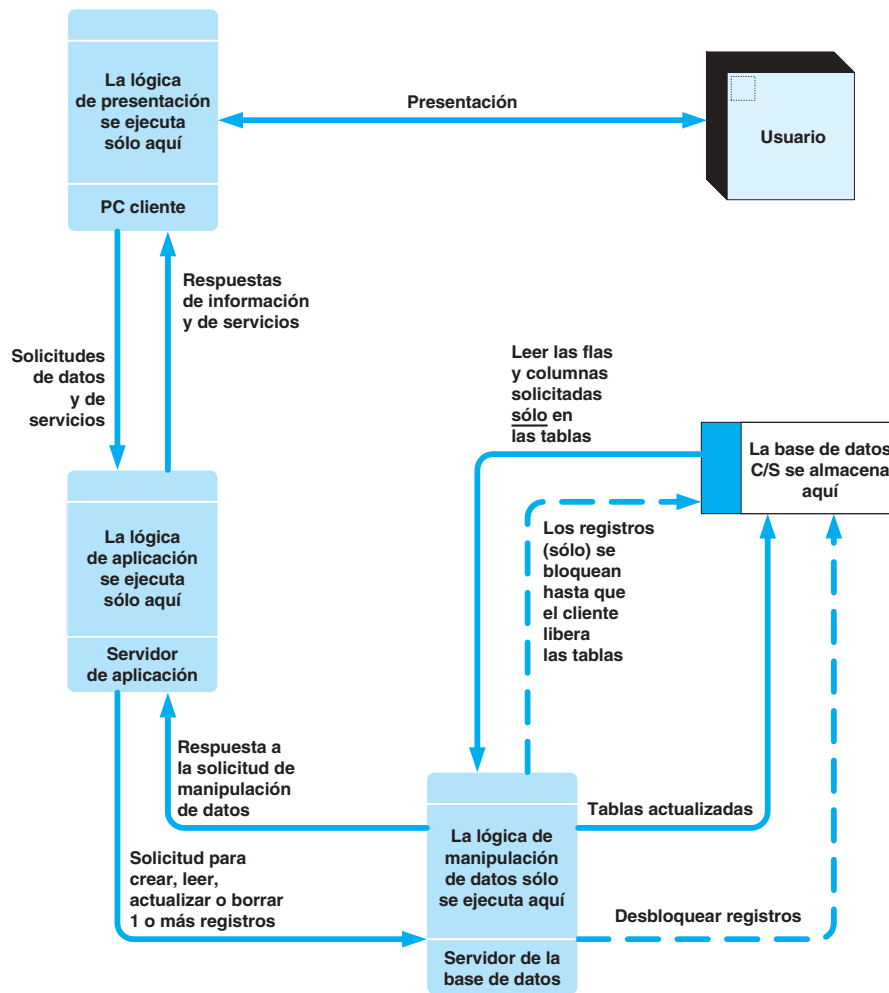 La lógica
de presentación
se ejecuta
sólo aquí
PC cliente
Presentación
Usuario
Respuestas
de información
y de servicios
Solicitudes
de datos
y de
servicios
Leer las flas
y columnas
solicitadas
sólo en
las tablas
La base de datos
C/S se almacena
aquí
La lógica
de aplicación
se ejecuta
sólo aquí
Servidor
de aplicación
Los registros
(sólo) se
bloquean
hasta que
el cliente
libera
las tablas
Respuesta a
la solicitud de
manipulación
de datos
Tablas actualizadas
La lógica de
manipulación
de datos sólo
se ejecuta aquí
Solicitud para
crear, leer,
actualizar o borrar
1 o más registros
Desbloquear registros
Servidor de la
base de datos